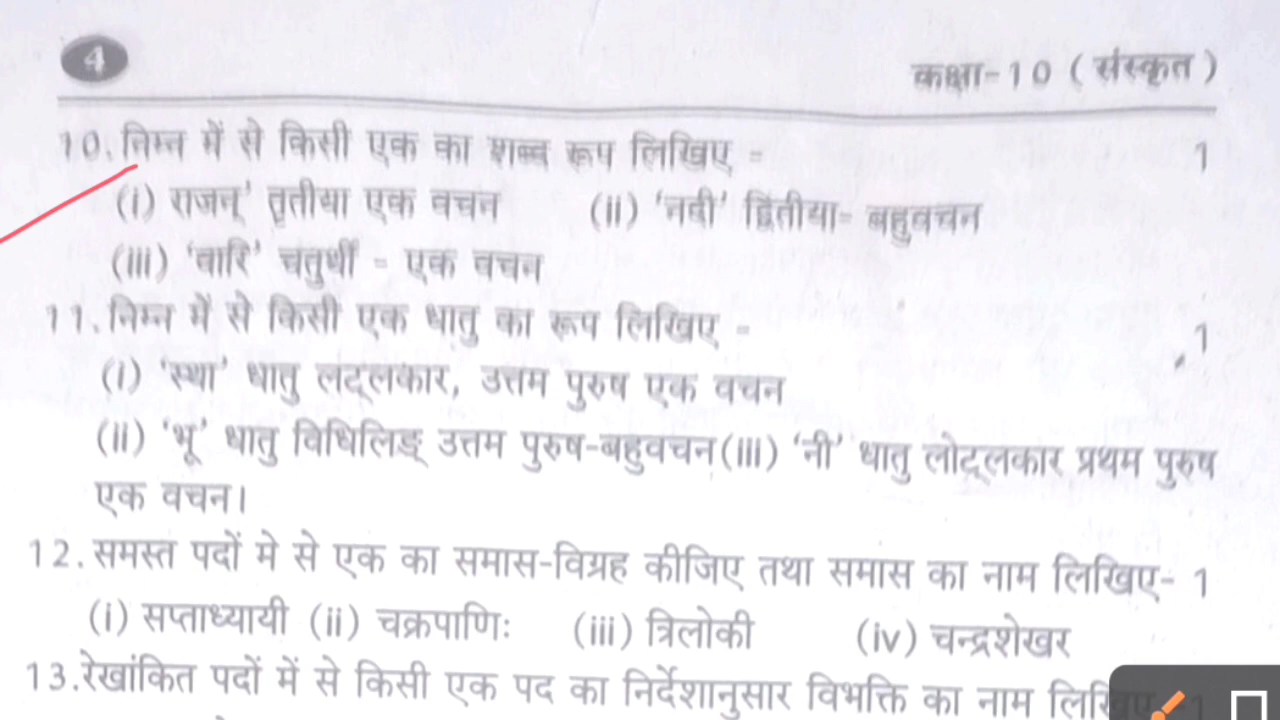 4
कक्षा-10 (संस्कृत)
10. निम्न में से किसी एक का शब्द रूप लिखिए - 1
(i) राजन्' तृतीया एक वचन (ii) 'नदी' द्वितीया- बहुवचन
(iii) 'वारि' चतुर्थी - एक वचन
11. निम्न में से किसी एक धातु का रूप लिखिए - 1
(i) 'स्था' धातु लट्लकार, उत्तम पुरुष एक वचन
(ii) 'भू' धातु विधिलिङ् उत्तम पुरुष-बहुवचन(iii) 'नी' धातु लोट्लकार प्रथम पुरुष
एक वचन।
12. समस्त पदों मे से एक का समास-विग्रह कीजिए तथा समास का नाम लिखिए- 1
(i) सप्ताध्यायी (ii) चक्रपाणिः (iii) त्रिलोकी (iv) चन्द्रशेखर
13.रेखांकित पदों में से किसी एक पद का निर्देशानुसार विभक्ति का नाम लिखिए -1